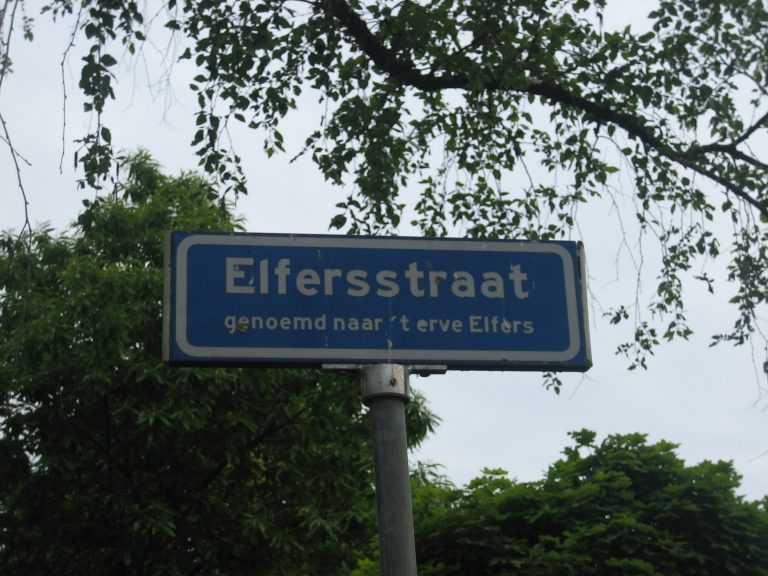 Elfersstraat
genoemd naar 't erve Elfers